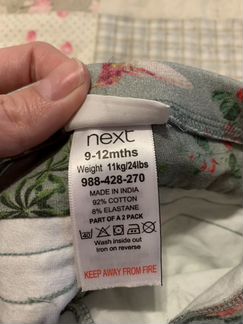 next
9-12mths
Weight 11kg/24lbs
988-428-270
MADE IN INDIA
92% COTTON
8% ELASTANE
PART OF A 2 PACK
Wash inside out
Iron on reverse
KEEP AWAY FROM FIRE